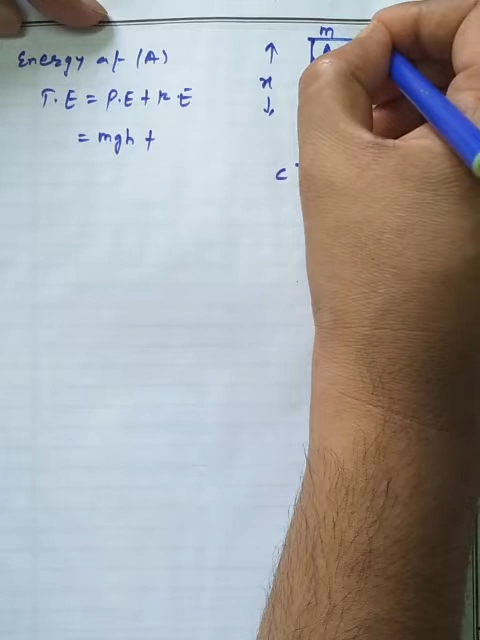 Energy at (A)
T.E = P.E + K.E
= mgh +
m
A
x
C